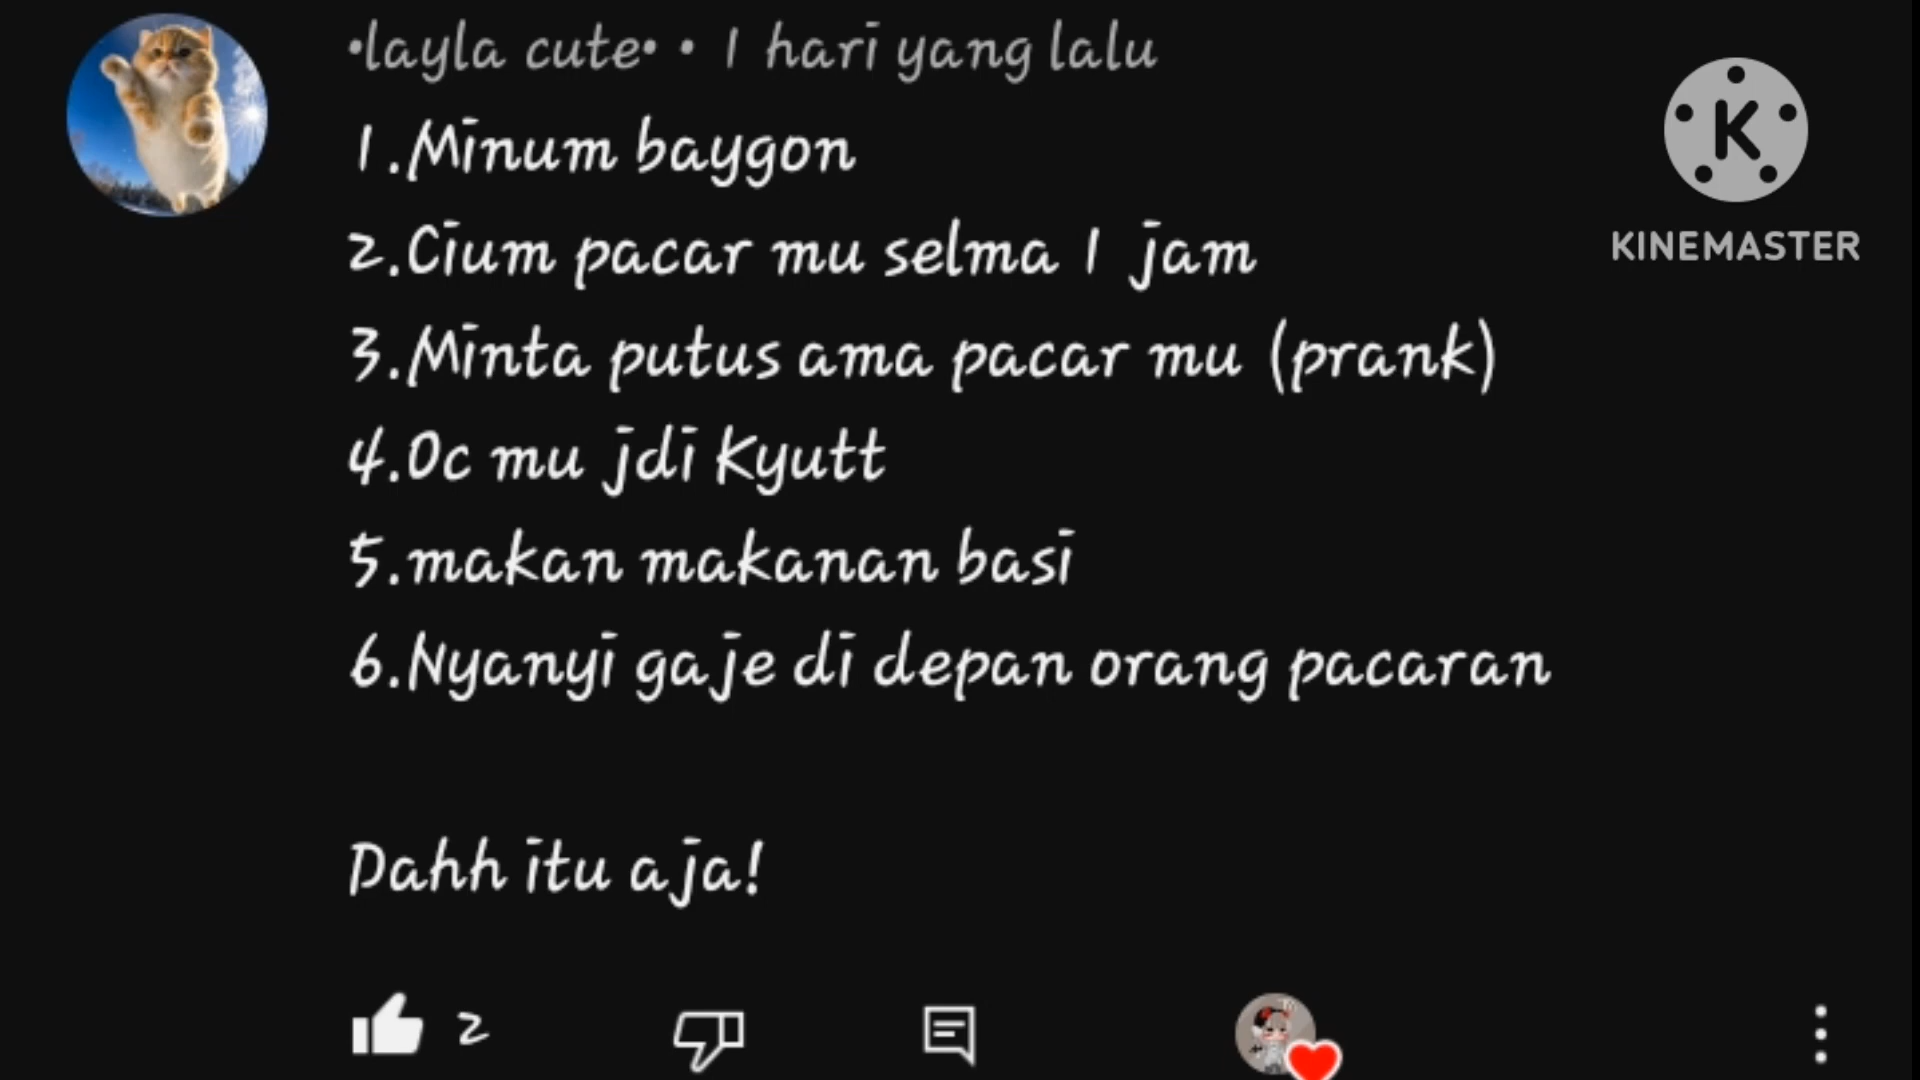 •layla cute• • 1 hari yang lalu
1.Minum baygon
2.Cium pacar mu selma 1 jam
3.Minta putus ama pacar mu (prank)
4.Oc mu jdi Kyutt
5.makan makanan basi
6.Nyanyi gaje di depan orang pacaran
Dahh itu aja!
2
K
KINEMASTER